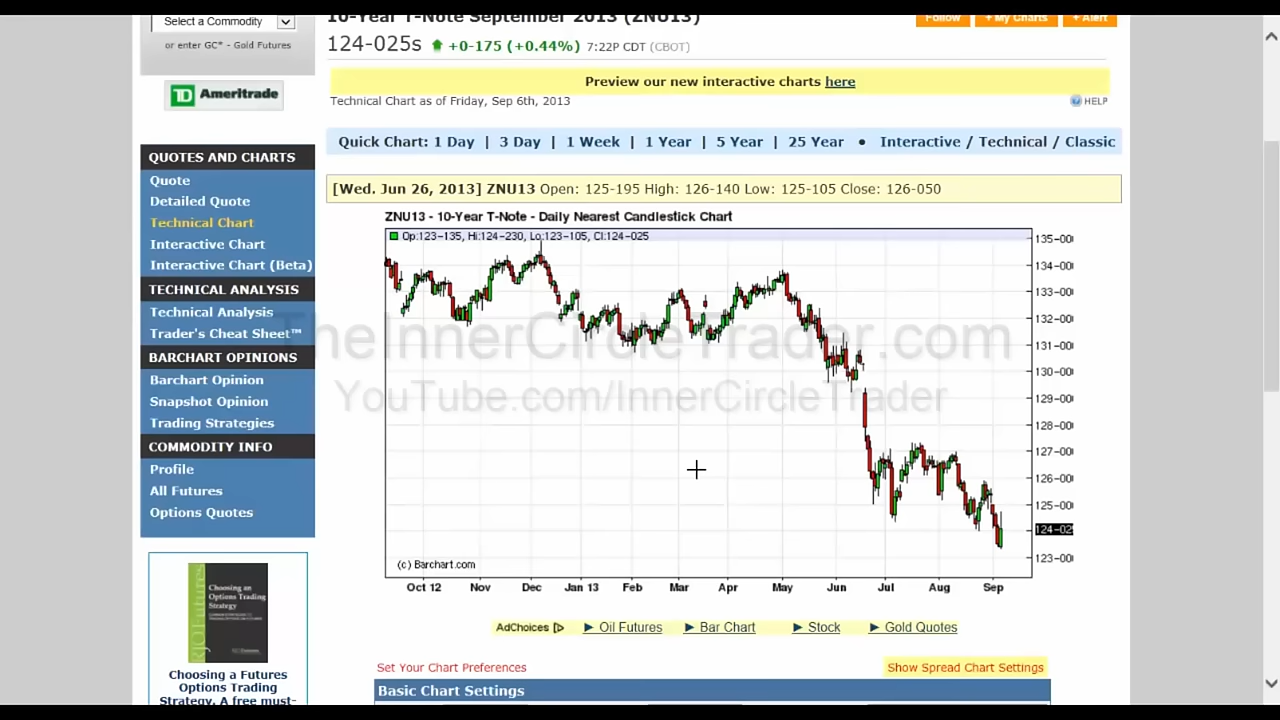 Select a Commodity
or enter GC* - Gold Futures
TD Ameritrade
QUOTES AND CHARTS
Quote
Detailed Quote
Technical Chart
Interactive Chart
Interactive Chart (Beta)
TECHNICAL ANALYSIS
Technical Analysis
Trader's Cheat Sheet™
BARCHART OPINIONS
Barchart Opinion
Snapshot Opinion
Trading Strategies
COMMODITY INFO
Profile
All Futures
Options Quotes
Choosing an
Options Trading
Strategy
Choosing a Futures
Options Trading
Strategy. A free must-
10-Year T-Note September 2013 (ZNU13)
Follow + My Charts + Alert
124-025s +0-175 (+0.44%) 7:22P CDT (CBOT)
Preview our new interactive charts here
Technical Chart as of Friday, Sep 6th, 2013
? HELP
Quick Chart: 1 Day | 3 Day | 1 Week | 1 Year | 5 Year | 25 Year • Interactive / Technical / Classic
[Wed. Jun 26, 2013] ZNU13 Open: 125-195 High: 126-140 Low: 125-105 Close: 126-050
ZNU13 - 10-Year T-Note - Daily Nearest Candlestick Chart
Op:123-135, Hi:124-230, Lo:123-105, Cl:124-025
135-00
134-00
133-00
132-00
131-00
130-00
129-00
128-00
127-00
126-00
125-00
124-02
123-00
TheInnerCircleTrader.com
YouTube.com/InnerCircleTrader
(c) Barchart.com
Oct 12 Nov Dec Jan 13 Feb Mar Apr May Jun Jul Aug Sep
AdChoices Oil Futures Bar Chart Stock Gold Quotes
Set Your Chart Preferences
Show Spread Chart Settings
Basic Chart Settings